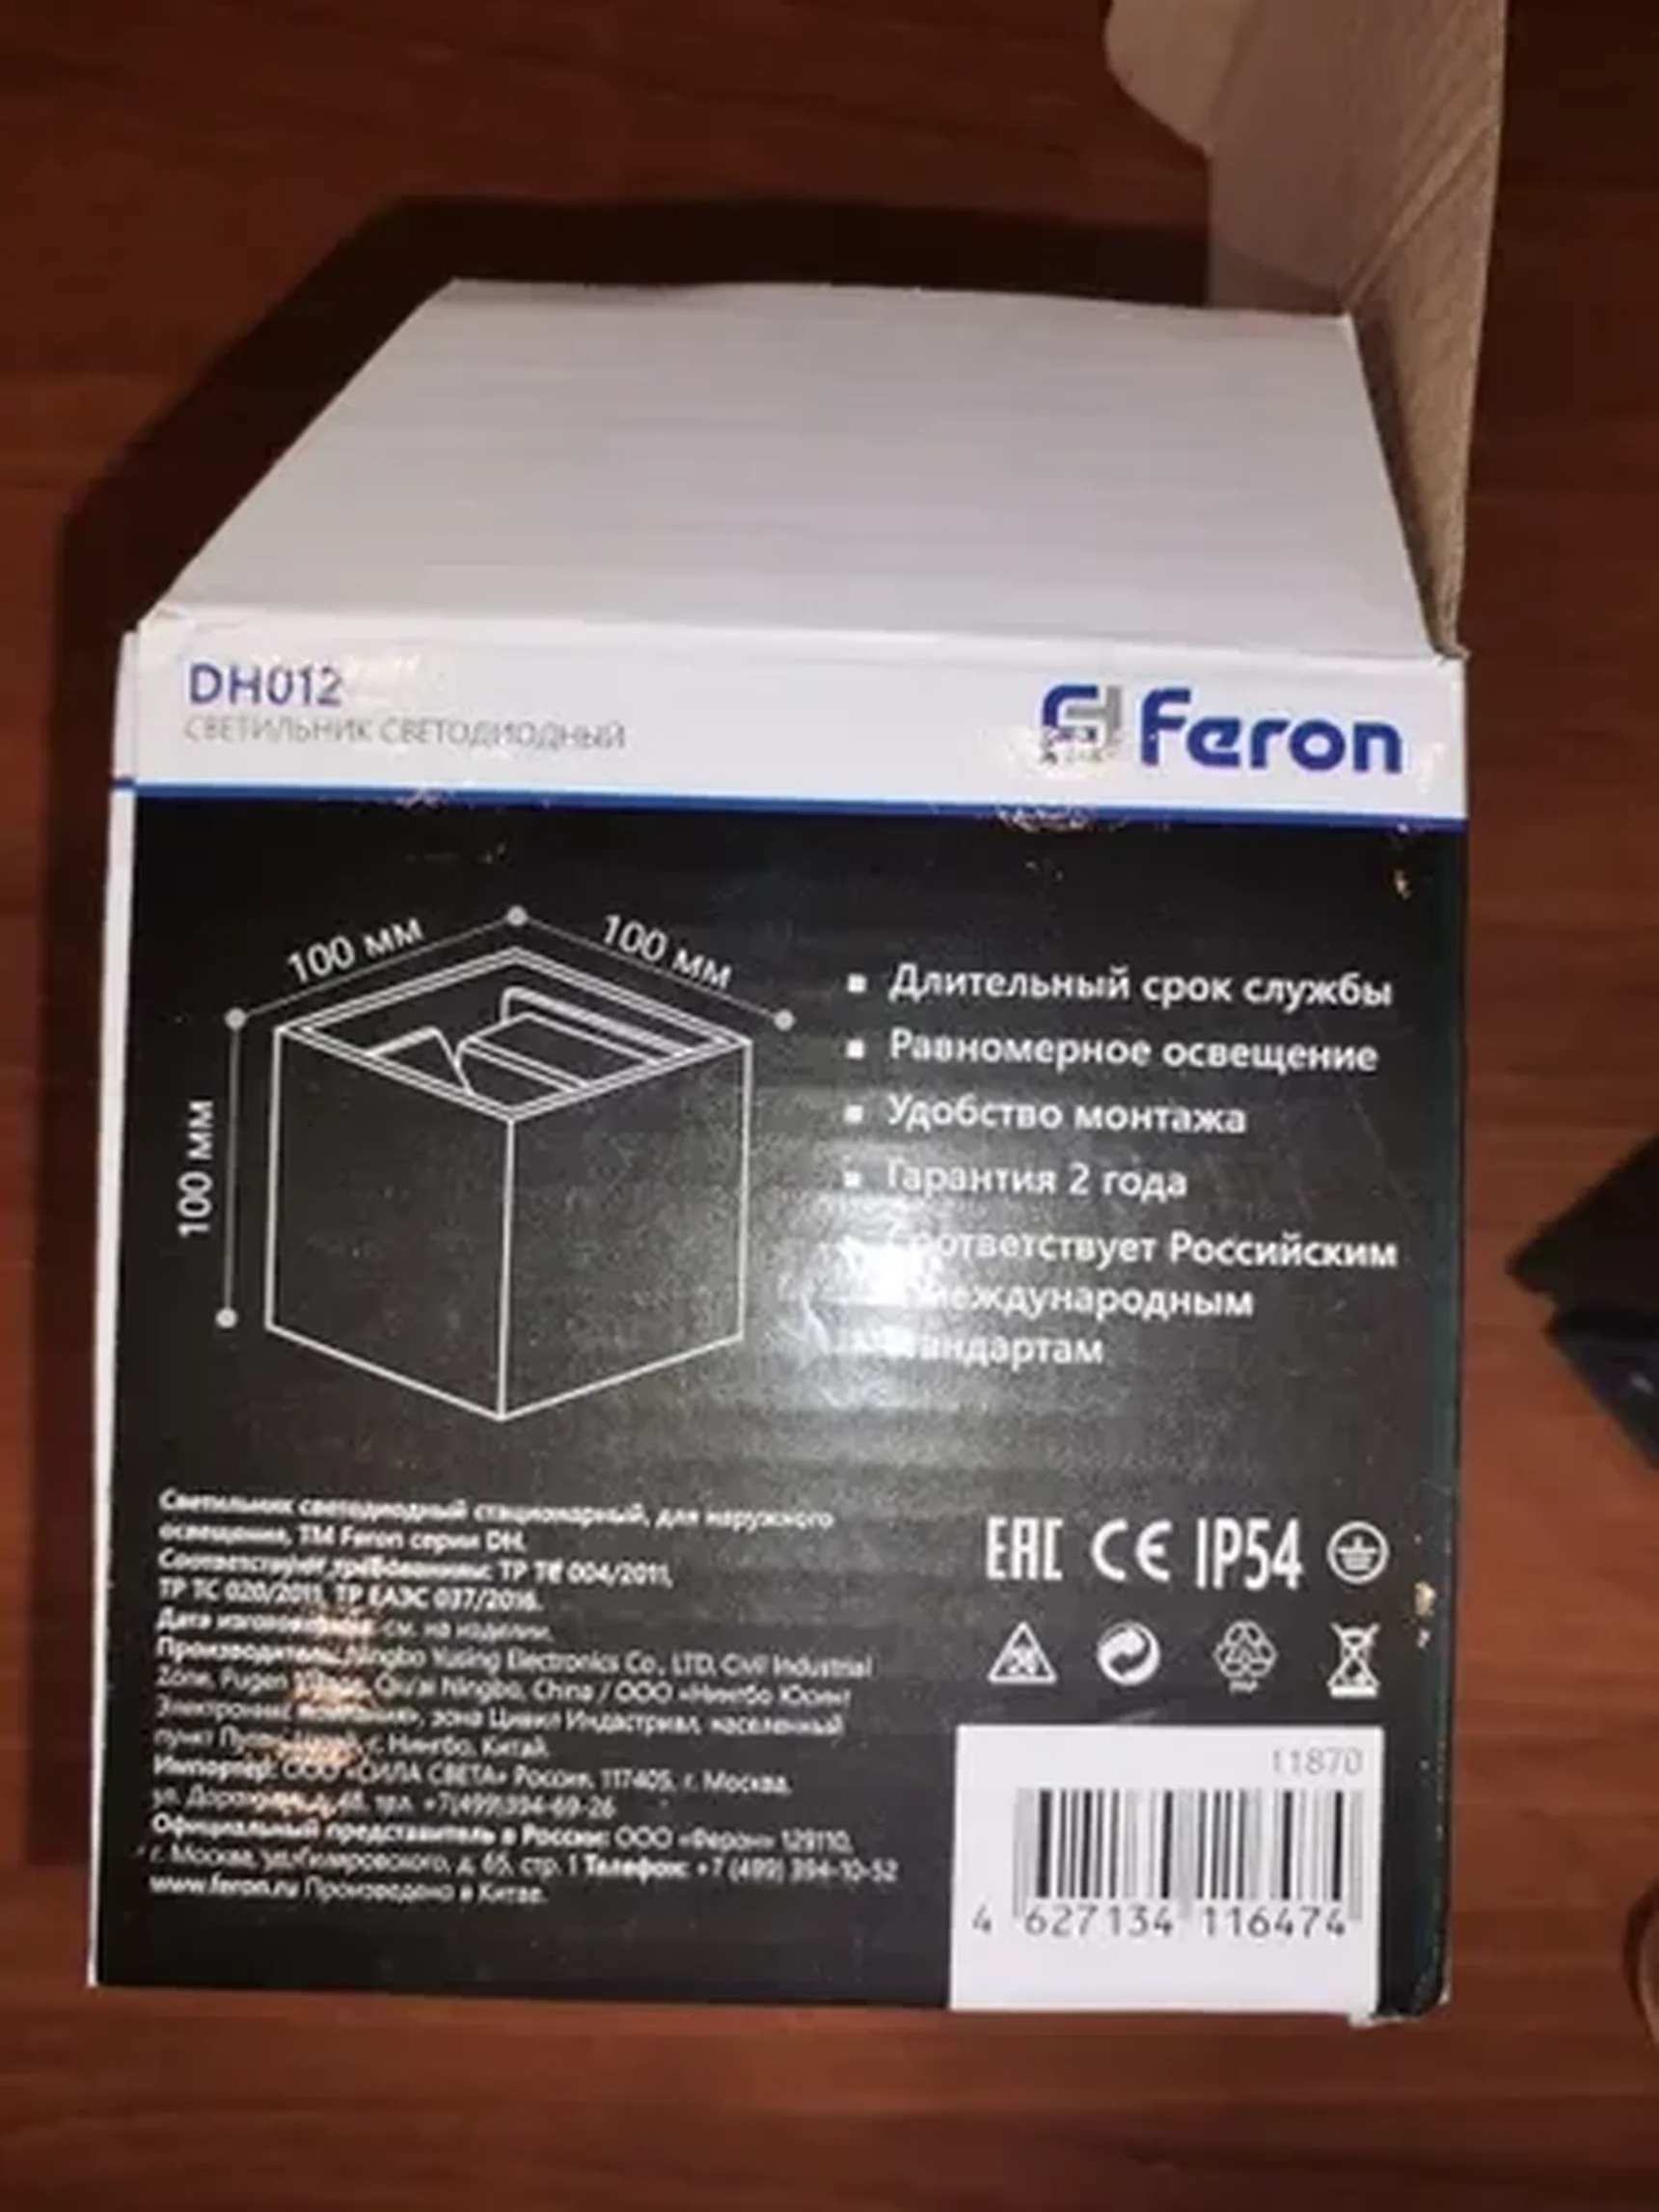 DH012
СВЕТИЛЬНИК СВЕТОДИОДНЫЙ
Feron
100 мм
100 мм
100 мм
▪ Длительный срок службы
▪ Равномерное освещение
▪ Удобство монтажа
▪ Гарантия 2 года
Соответствует Российским
международным
стандартам
Светильник светодиодный стационарный, для наружного
освещения, ТМ Feron серии DH.
Соответствует требованиям: ТР ТС 004/2011,
ТР ТС 020/2011, ТР ЕАЭС 037/2016.
Дата изготовления: см. на изделии.
Производитель: Ningbo Yusing Electronics Co., LTD, Civil Industrial
Zone, Pugen Village, Qiu'ai Ningbo, China / ООО «Нингбо Юсинг
Электроникс компания», зона Цивил Индастриал, населенный
пункт Пуген, г. Нингбо, Китай.
Импортер: ООО «СИЛА СВЕТА» Россия, 117405, г. Москва,
ул. Дорожная, д. 48, тел. +7(499)394-69-26
Официальный представитель в России: ООО «Ферон» 129110,
г. Москва, ул. Гиляровского, д. 65, стр. 1 Телефон: +7 (499) 394-10-52
www.feron.ru Произведено в Китае.
EAC CE IP54
11870
4 627134 116474